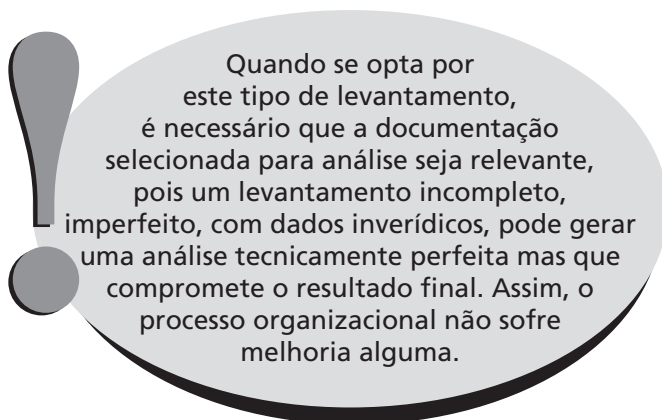 Quando se opta por
este tipo de levantamento,
é necessário que a documentação
selecionada para análise seja relevante,
pois um levantamento incompleto,
imperfeito, com dados inverídicos, pode gerar
uma análise tecnicamente perfeita mas que
compromete o resultado final. Assim, o
processo organizacional não sofre
melhoria alguma.